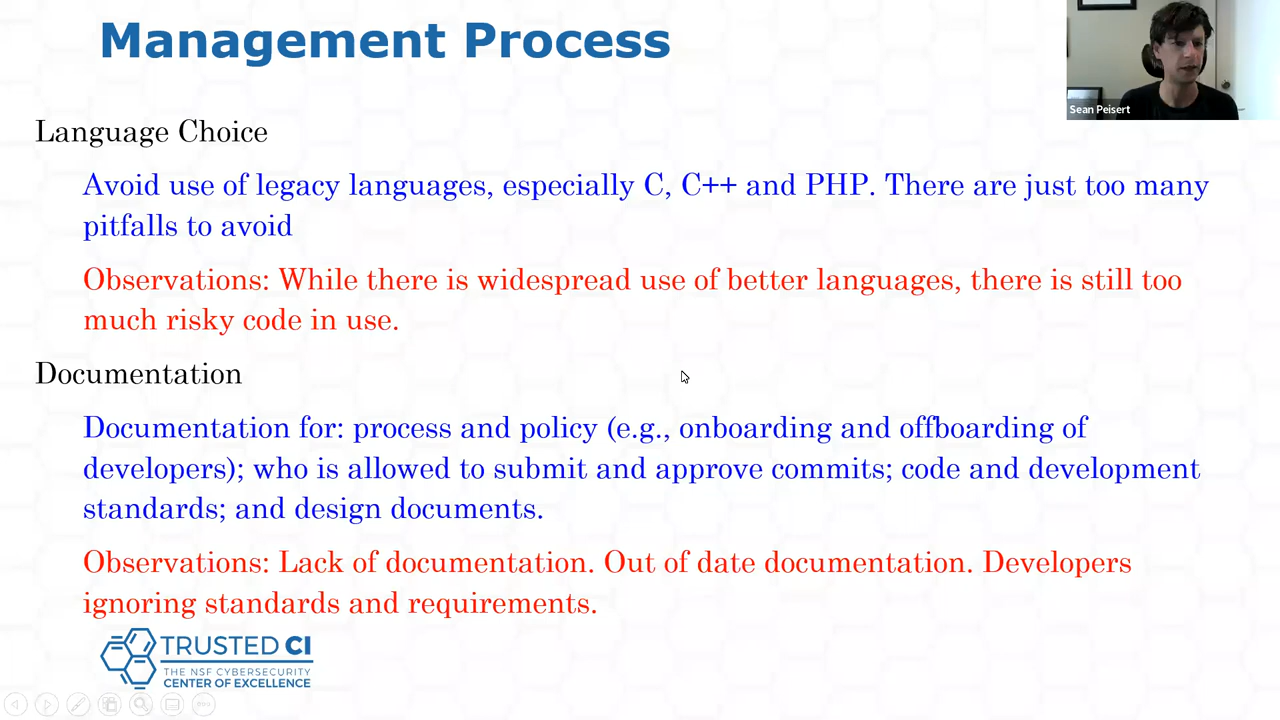 Management Process
Sean Peisert
Language Choice
Avoid use of legacy languages, especially C, C++ and PHP. There are just too many
pitfalls to avoid
Observations: While there is widespread use of better languages, there is still too
much risky code in use.
Documentation
Documentation for: process and policy (e.g., onboarding and offboarding of
developers); who is allowed to submit and approve commits; code and development
standards; and design documents.
Observations: Lack of documentation. Out of date documentation. Developers
ignoring standards and requirements.
TRUSTED CI
THE NSF CYBERSECURITY
CENTER OF EXCELLENCE